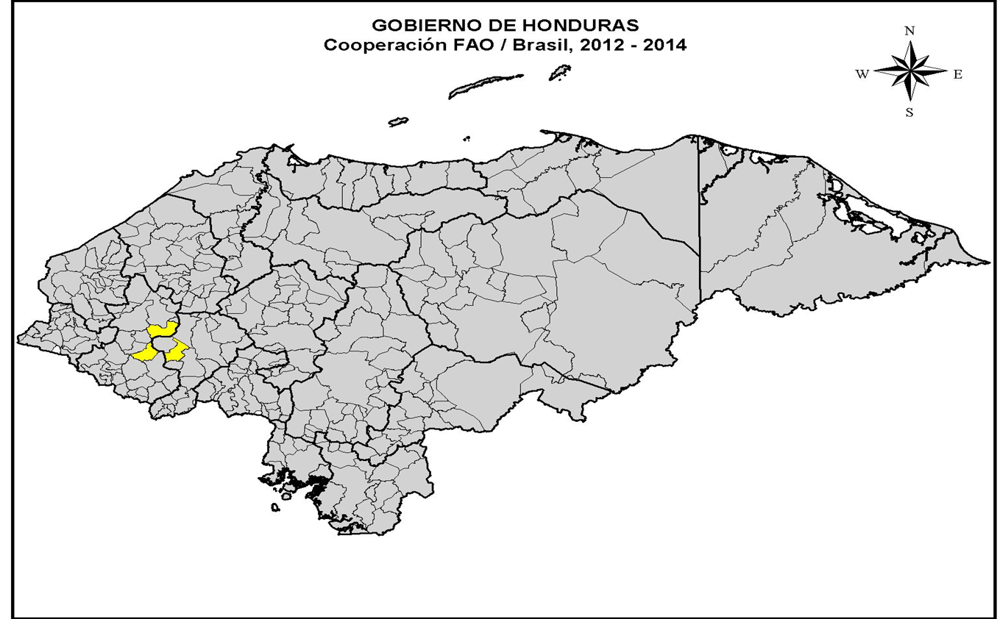 GOBIERNO DE HONDURAS
Cooperación FAO / Brasil, 2012 - 2014
N
W E
S